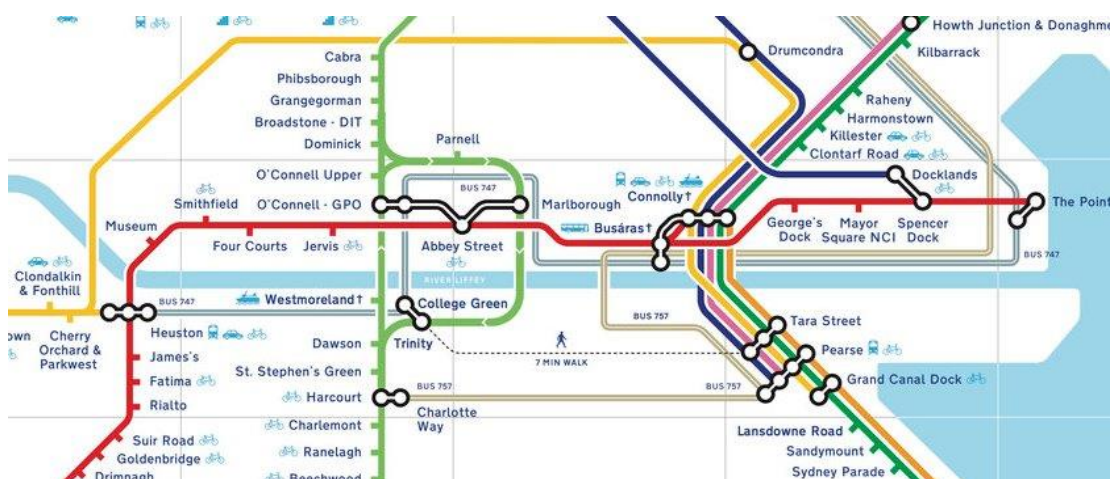 Howth Junction & Donaghme
Cabra
Drumcondra
Kilbarrack
Phibsborough
Grangegorman
Raheny
Broadstone - DIT
Harmonstown
Killester
Dominick
Parnell
Clontarf Road
O'Connell Upper
Docklands
BUS 747
Connolly†
Smithfield
O'Connell - GPO
Marlborough
The Point
Museum
Busáras†
George's
Dock
Mayor
Square NCI
Spencer
Dock
Four Courts
Jervis
Abbey Street
BUS 747
Clondalkin
& Fonthill
RIVER LIFFEY
Westmoreland†
College Green
BUS 747
own
Cherry
Orchard &
Parkwest
Heuston
BUS 757
Tara Street
Dawson
Trinity
7 MIN WALK
Pearse
James's
St. Stephen's Green
Fatima
Grand Canal Dock
BUS 757
BUS 757
Rialto
Harcourt
Charlotte
Way
Charlemont
Lansdowne Road
Suir Road
Goldenbridge
Ranelagh
Sandymount
Drimnagh
Beechwood
Sydney Parade